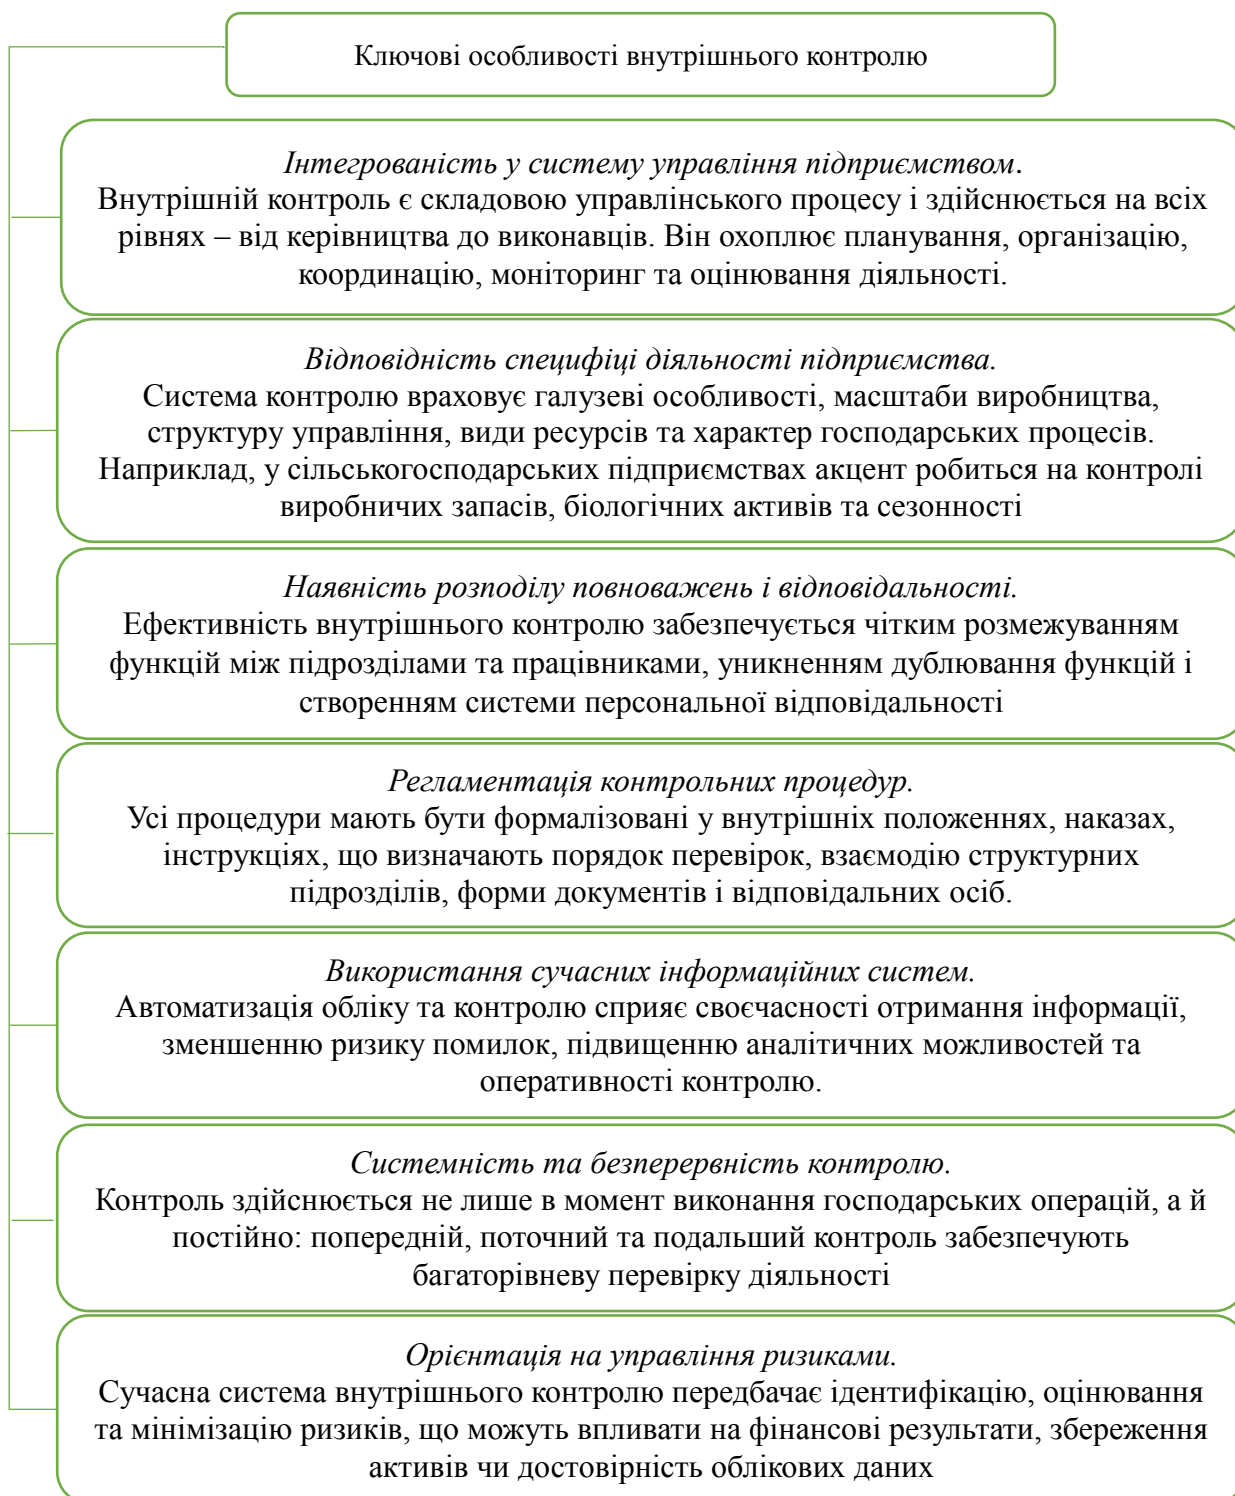 Ключові особливості внутрішнього контролю
Інтегрованість у систему управління підприємством.
Внутрішній контроль є складовою управлінського процесу і здійснюється на всіх
рівнях – від керівництва до виконавців. Він охоплює планування, організацію,
координацію, моніторинг та оцінювання діяльності.
Відповідність специфіці діяльності підприємства.
Система контролю враховує галузеві особливості, масштаби виробництва,
структуру управління, види ресурсів та характер господарських процесів.
Наприклад, у сільськогосподарських підприємствах акцент робиться на контролі
виробничих запасів, біологічних активів та сезонності
Наявність розподілу повноважень і відповідальності.
Ефективність внутрішнього контролю забезпечується чітким розмежуванням
функцій між підрозділами та працівниками, уникненням дублювання функцій і
створенням системи персональної відповідальності
Регламентація контрольних процедур.
Усі процедури мають бути формалізовані у внутрішніх положеннях, наказах,
інструкціях, що визначають порядок перевірок, взаємодію структурних
підрозділів, форми документів і відповідальних осіб.
Використання сучасних інформаційних систем.
Автоматизація обліку та контролю сприяє своєчасності отримання інформації,
зменшенню ризику помилок, підвищенню аналітичних можливостей та
оперативності контролю.
Системність та безперервність контролю.
Контроль здійснюється не лише в момент виконання господарських операцій, а й
постійно: попередній, поточний та подальший контроль забезпечують
багаторівневу перевірку діяльності
Орієнтація на управління ризиками.
Сучасна система внутрішнього контролю передбачає ідентифікацію, оцінювання
та мінімізацію ризиків, що можуть впливати на фінансові результати, збереження
активів чи достовірність облікових даних